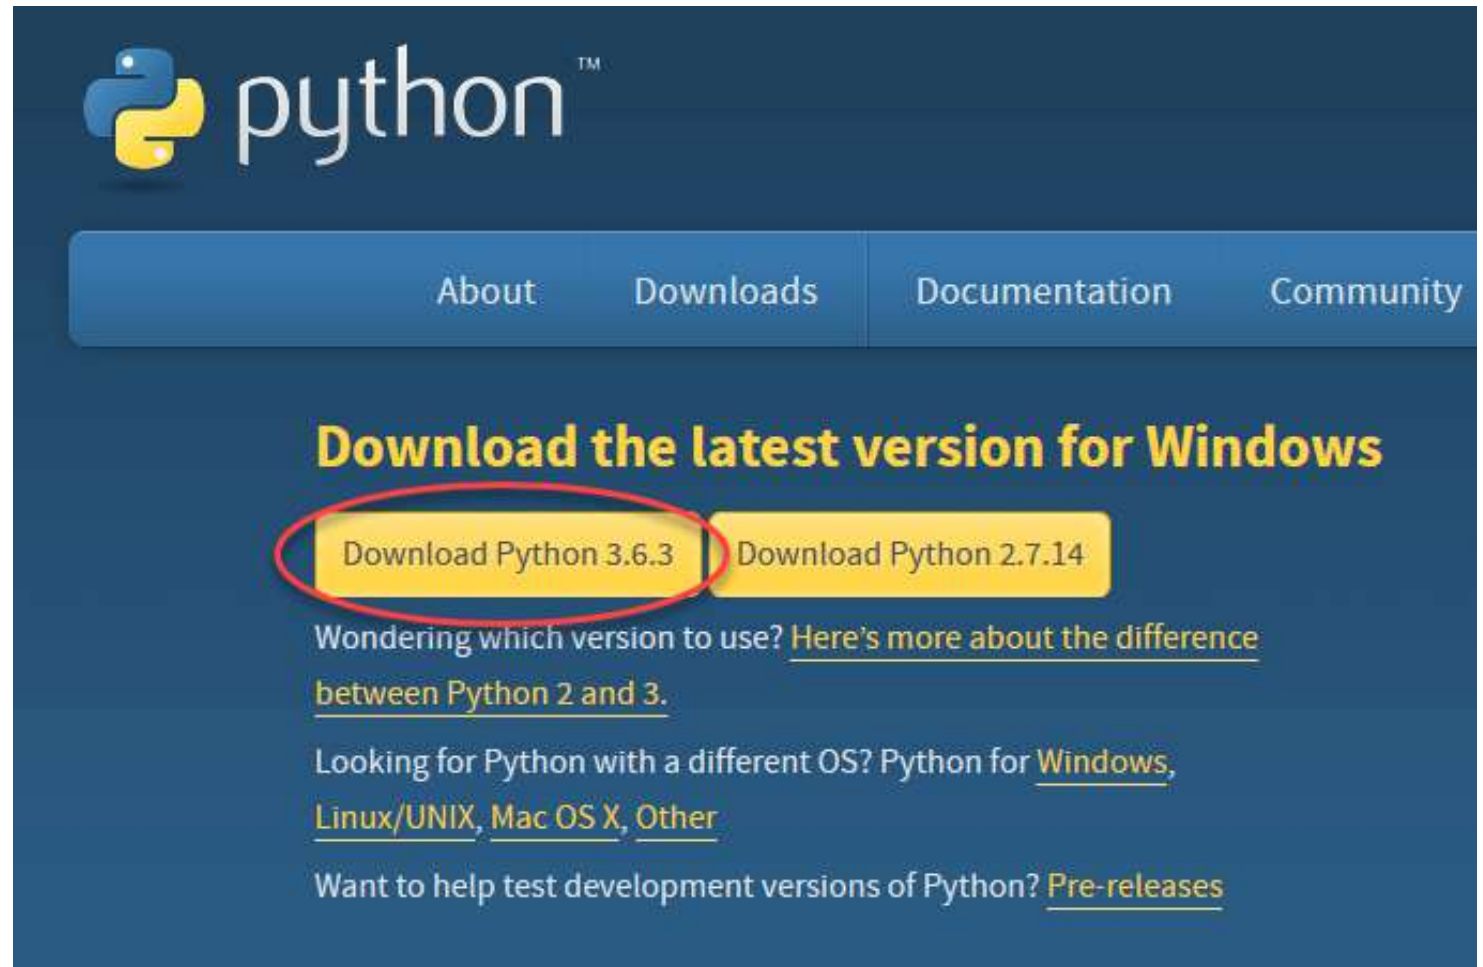 python™
About Downloads Documentation Community
Download the latest version for Windows
Download Python 3.6.3 Download Python 2.7.14
Wondering which version to use? Here's more about the difference
between Python 2 and 3.
Looking for Python with a different OS? Python for Windows,
Linux/UNIX, Mac OS X, Other
Want to help test development versions of Python? Pre-releases